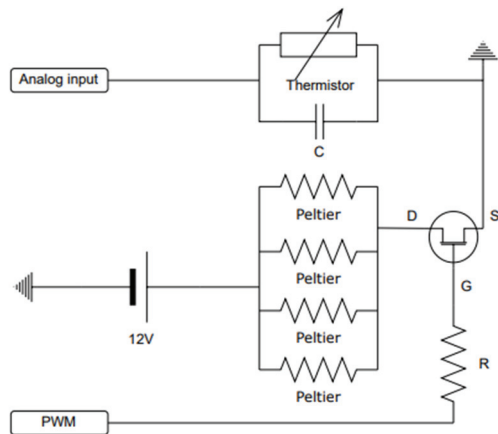 Analog input
Thermistor
C
Peltier
D
S
Peltier
G
Peltier
12V
R
Peltier
PWM